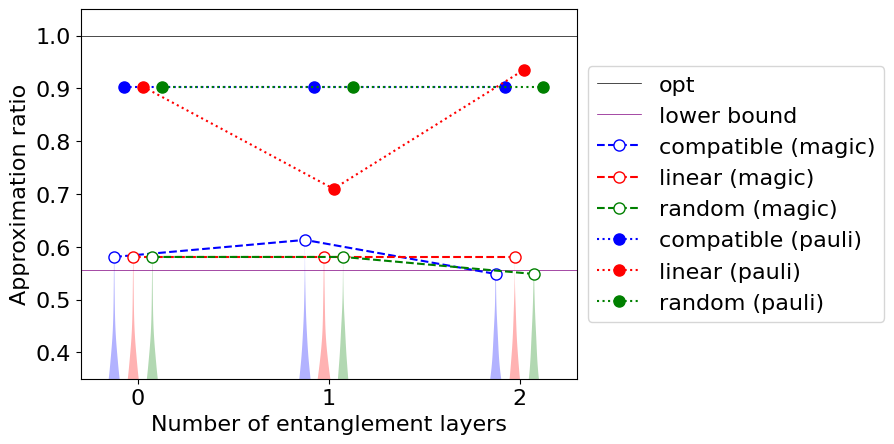 1.0
0.9
0.8
0.7
0.6
0.5
0.4
Approximation ratio
0 1 2
Number of entanglement layers
opt
lower bound
compatible (magic)
linear (magic)
random (magic)
compatible (pauli)
linear (pauli)
random (pauli)